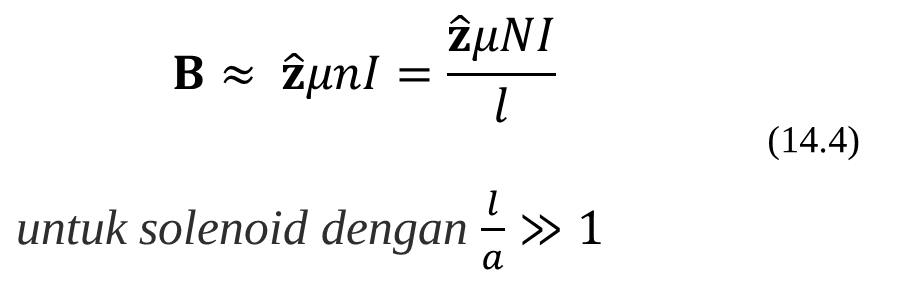 𝐁 ≈ ẑμnI = ẑμNI / l
(14.4)
untuk solenoid dengan l/a ≫ 1